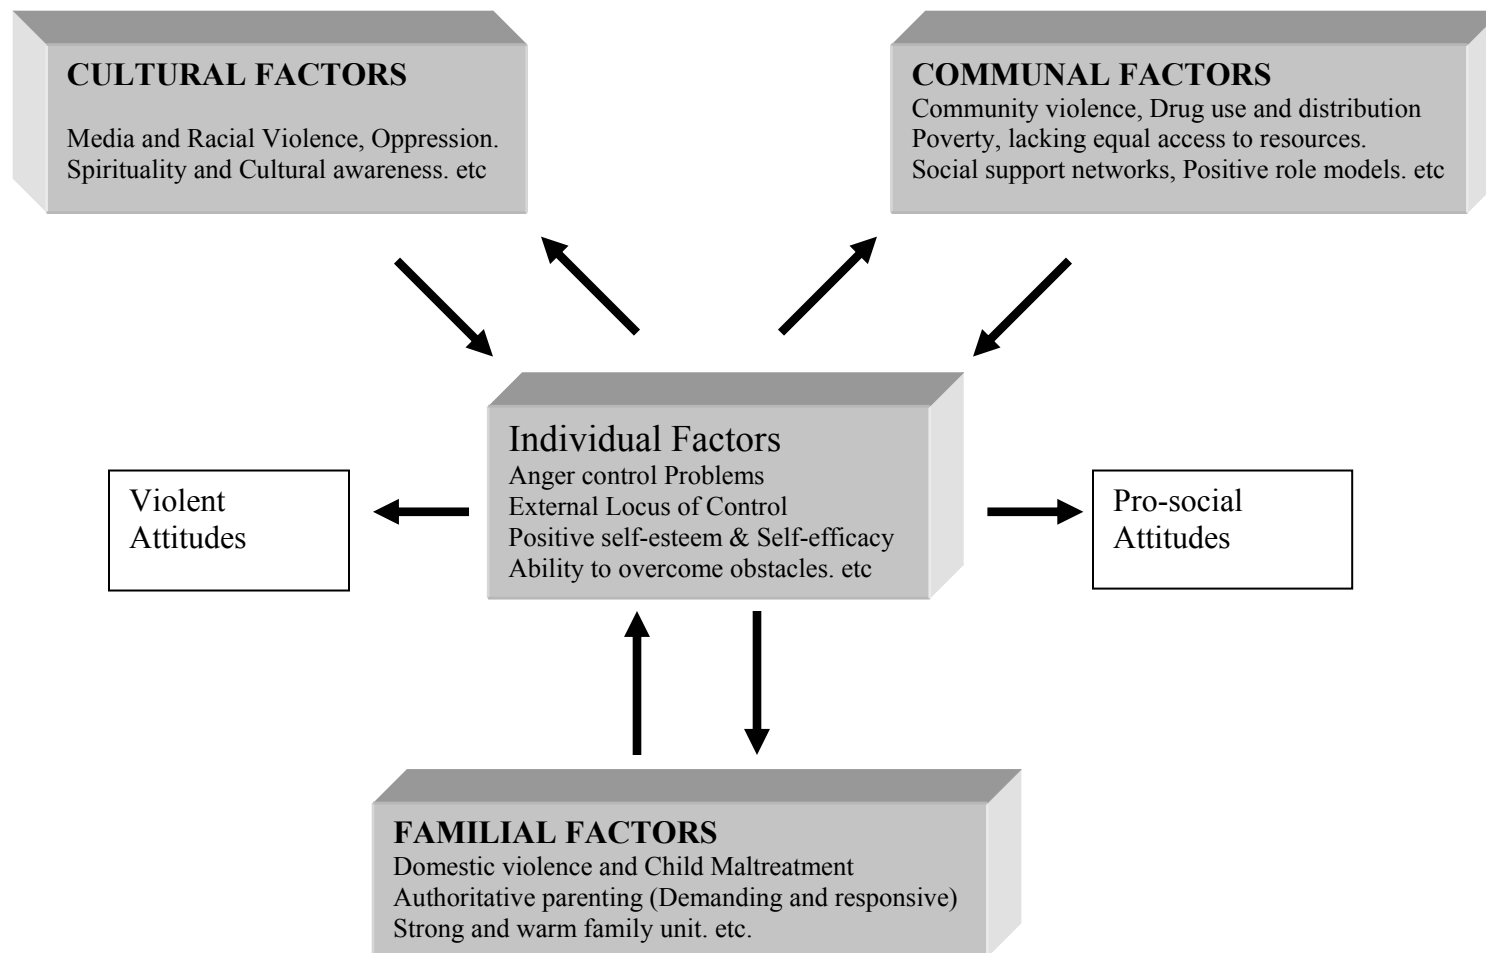 CULTURAL FACTORS
Media and Racial Violence, Oppression.
Spirituality and Cultural awareness. etc
COMMUNAL FACTORS
Community violence, Drug use and distribution
Poverty, lacking equal access to resources.
Social support networks, Positive role models. etc
Individual Factors
Anger control Problems
External Locus of Control
Positive self-esteem & Self-efficacy
Ability to overcome obstacles. etc
Violent
Attitudes
Pro-social
Attitudes
FAMILIAL FACTORS
Domestic violence and Child Maltreatment
Authoritative parenting (Demanding and responsive)
Strong and warm family unit. etc.